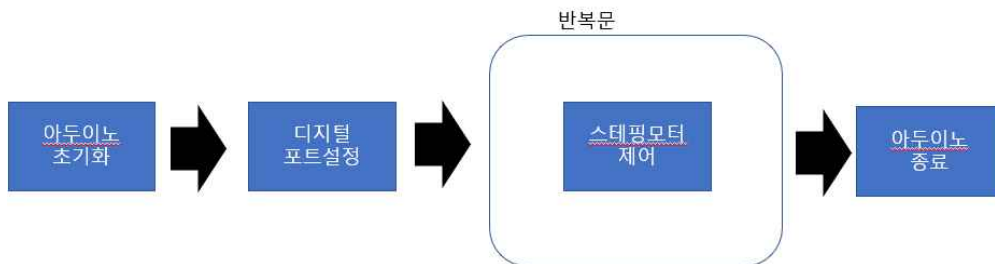 반복문
아두이노
초기화
디지털
포트설정
스테핑모터
제어
아두이노
종료